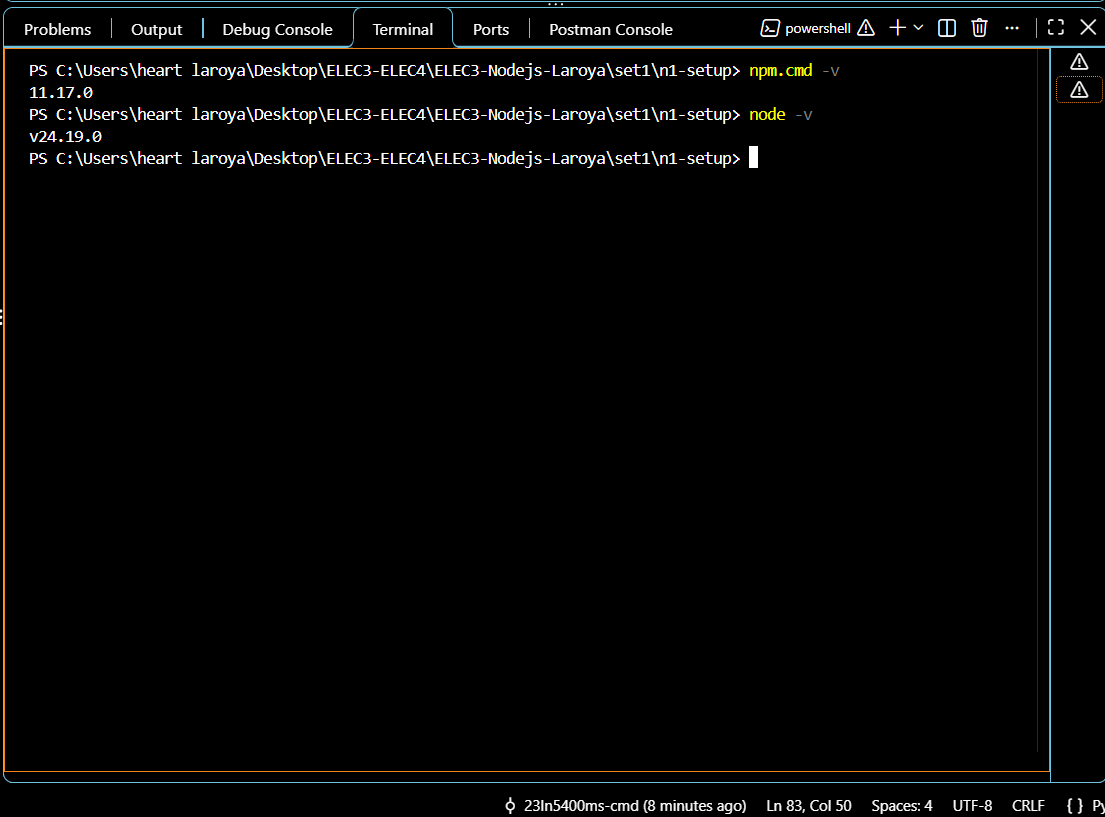 Problems Output Debug Console Terminal Ports Postman Console powershell
PS C:\Users\heart laroya\Desktop\ELEC3-ELEC4\ELEC3-Nodejs-Laroya\set1\n1-setup> npm.cmd -v
11.17.0
PS C:\Users\heart laroya\Desktop\ELEC3-ELEC4\ELEC3-Nodejs-Laroya\set1\n1-setup> node -v
v24.19.0
PS C:\Users\heart laroya\Desktop\ELEC3-ELEC4\ELEC3-Nodejs-Laroya\set1\n1-setup>
23ln5400ms-cmd (8 minutes ago) Ln 83, Col 50 Spaces: 4 UTF-8 CRLF { } Py